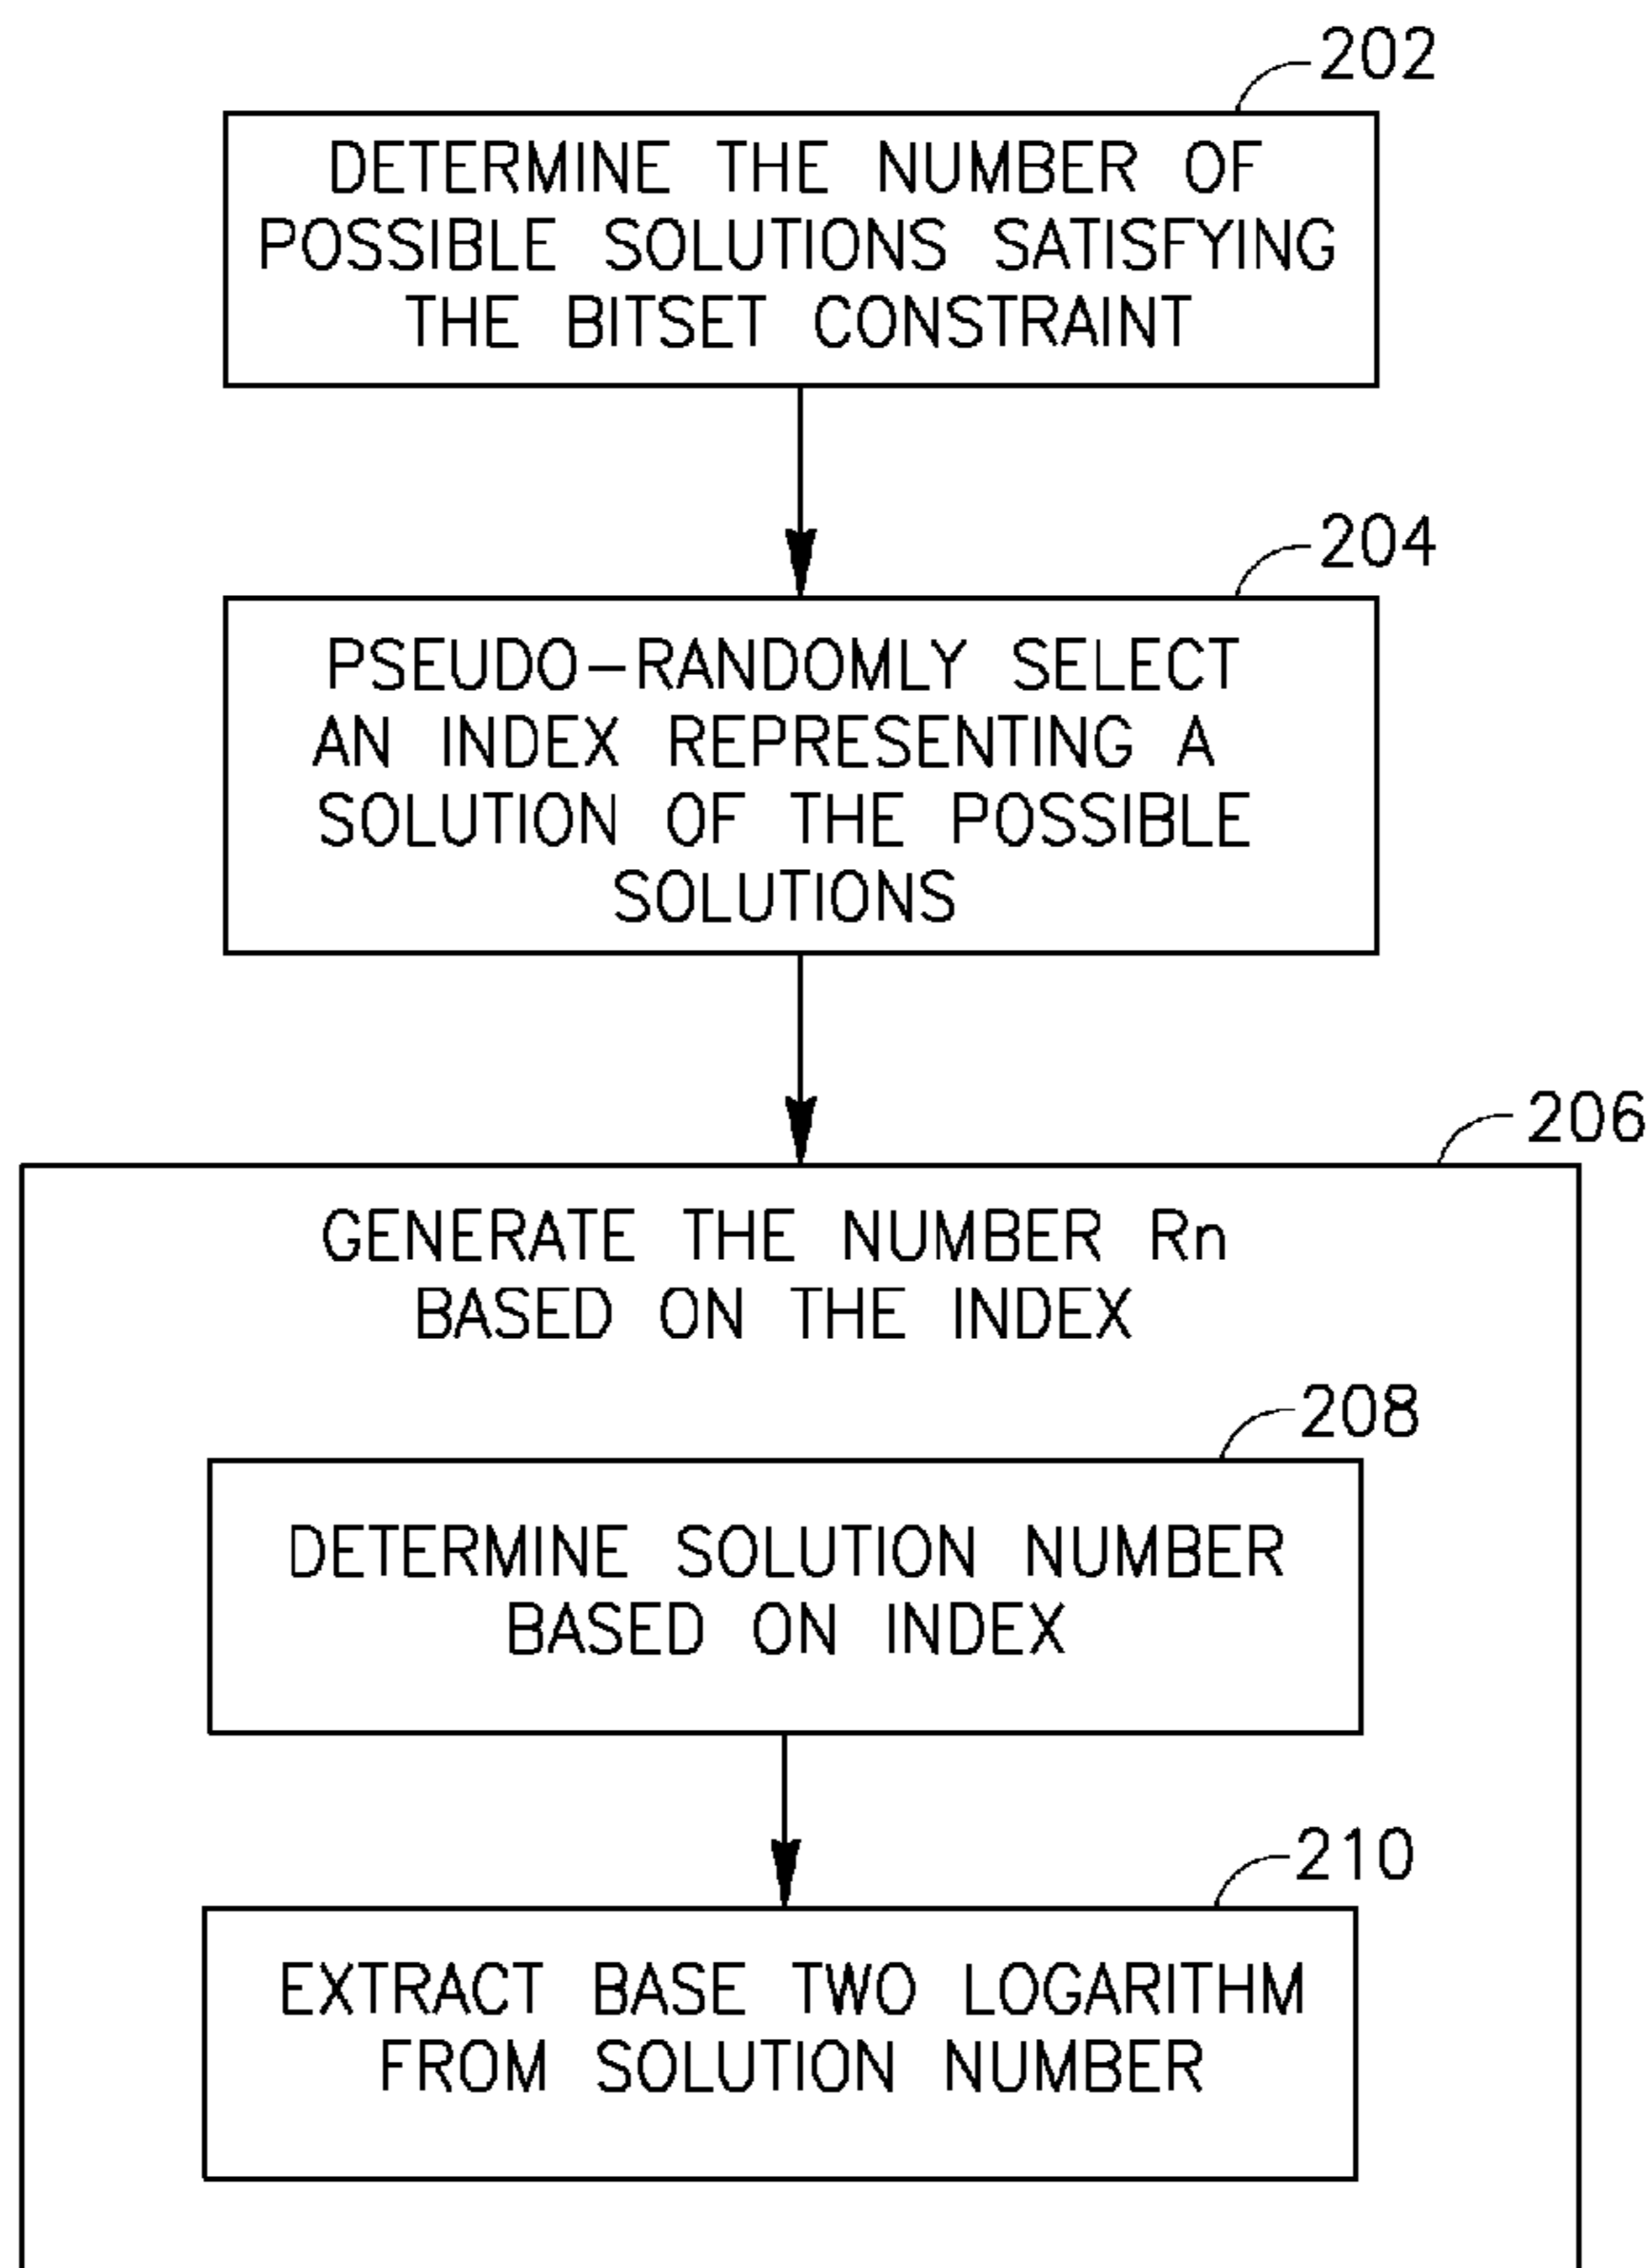 202
DETERMINE THE NUMBER OF
POSSIBLE SOLUTIONS SATISFYING
THE BITSET CONSTRAINT
204
PSEUDO-RANDOMLY SELECT
AN INDEX REPRESENTING A
SOLUTION OF THE POSSIBLE
SOLUTIONS
206
GENERATE THE NUMBER Rn
BASED ON THE INDEX
208
DETERMINE SOLUTION NUMBER
BASED ON INDEX
210
EXTRACT BASE TWO LOGARITHM
FROM SOLUTION NUMBER